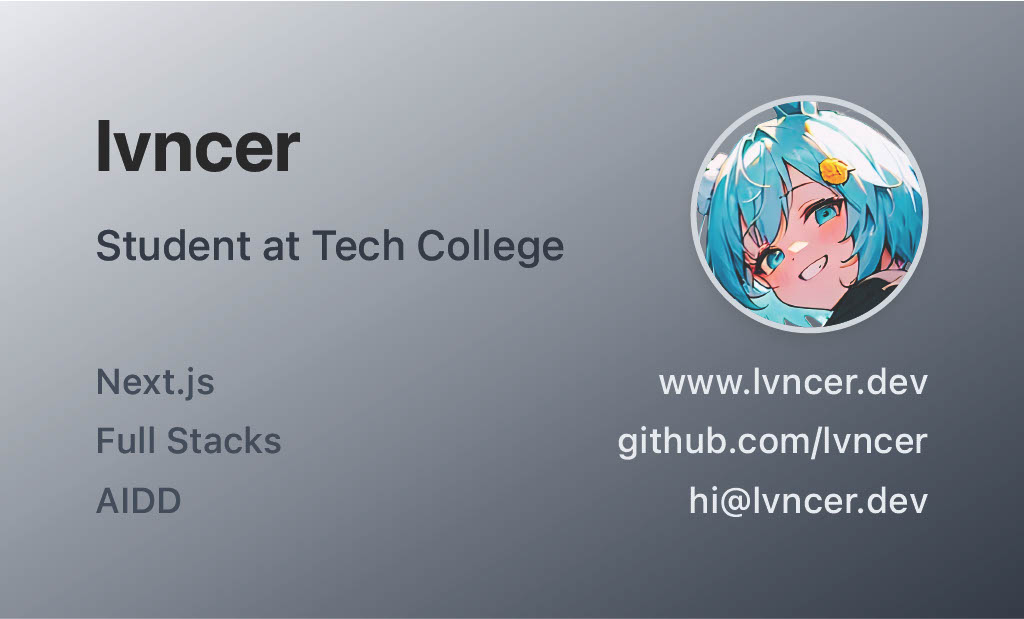 lvncer
Student at Tech College
Next.js
Full Stacks
AIDD
www.lvncer.dev
github.com/lvncer
hi@lvncer.dev